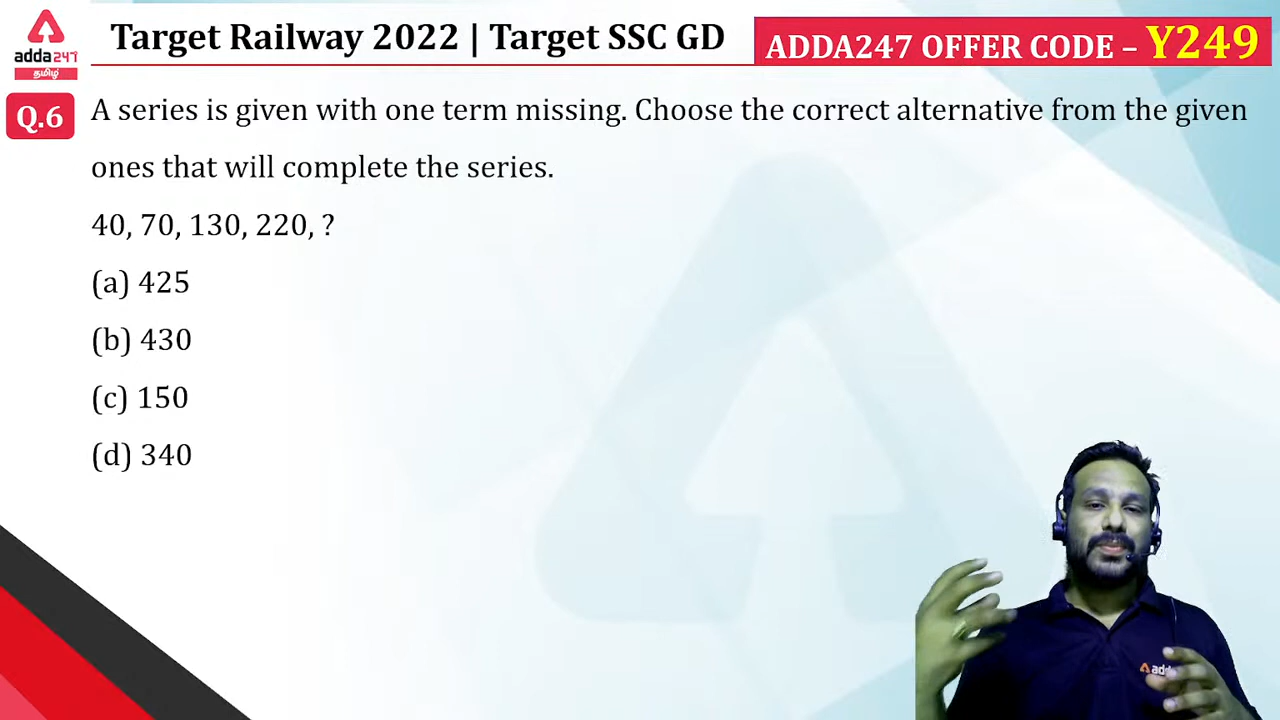 adda247
தமிழ்
Target Railway 2022 | Target SSC GD
ADDA247 OFFER CODE – Y249
Q.6
A series is given with one term missing. Choose the correct alternative from the given
ones that will complete the series.
40, 70, 130, 220, ?
(a) 425
(b) 430
(c) 150
(d) 340